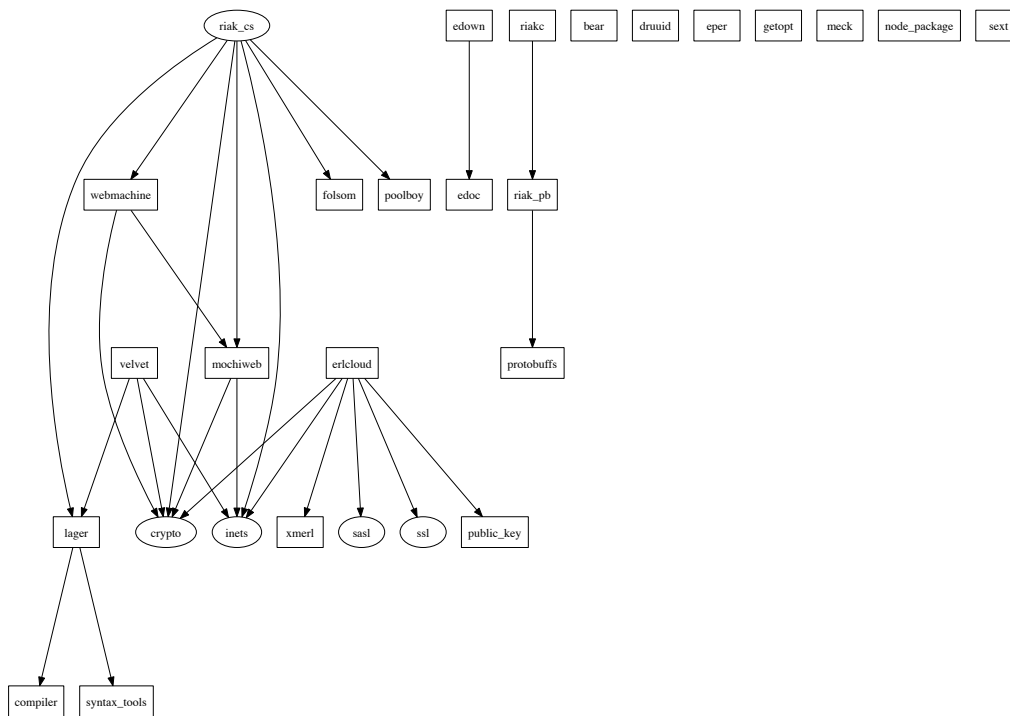 riak_cs
edown
riakc
bear
druuid
eper
getopt
meck
node_package
sext
webmachine
folsom
poolboy
edoc
riak_pb
velvet
mochiweb
erlcloud
protobuffs
lager
crypto
inets
xmerl
sasl
ssl
public_key
compiler
syntax_tools